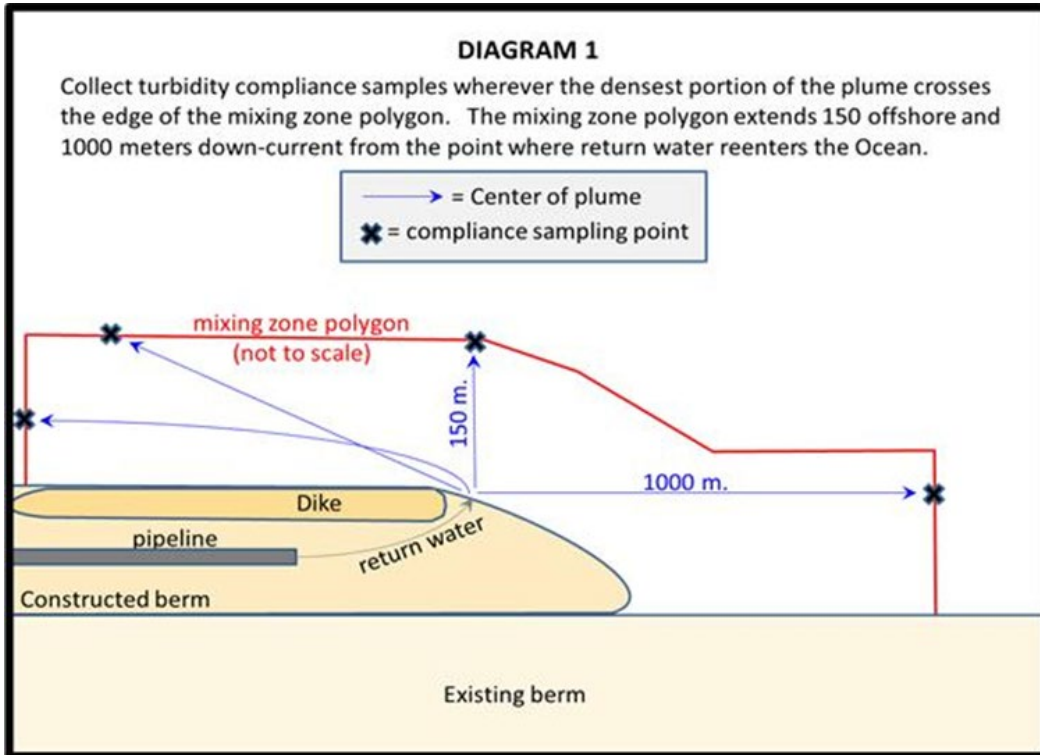 DIAGRAM 1
Collect turbidity compliance samples wherever the densest portion of the plume crosses
the edge of the mixing zone polygon. The mixing zone polygon extends 150 offshore and
1000 meters down-current from the point where return water reenters the Ocean.
= Center of plume
= compliance sampling point
mixing zone polygon
(not to scale)
150 m.
1000 m.
Dike
pipeline
return water
Constructed berm
Existing berm